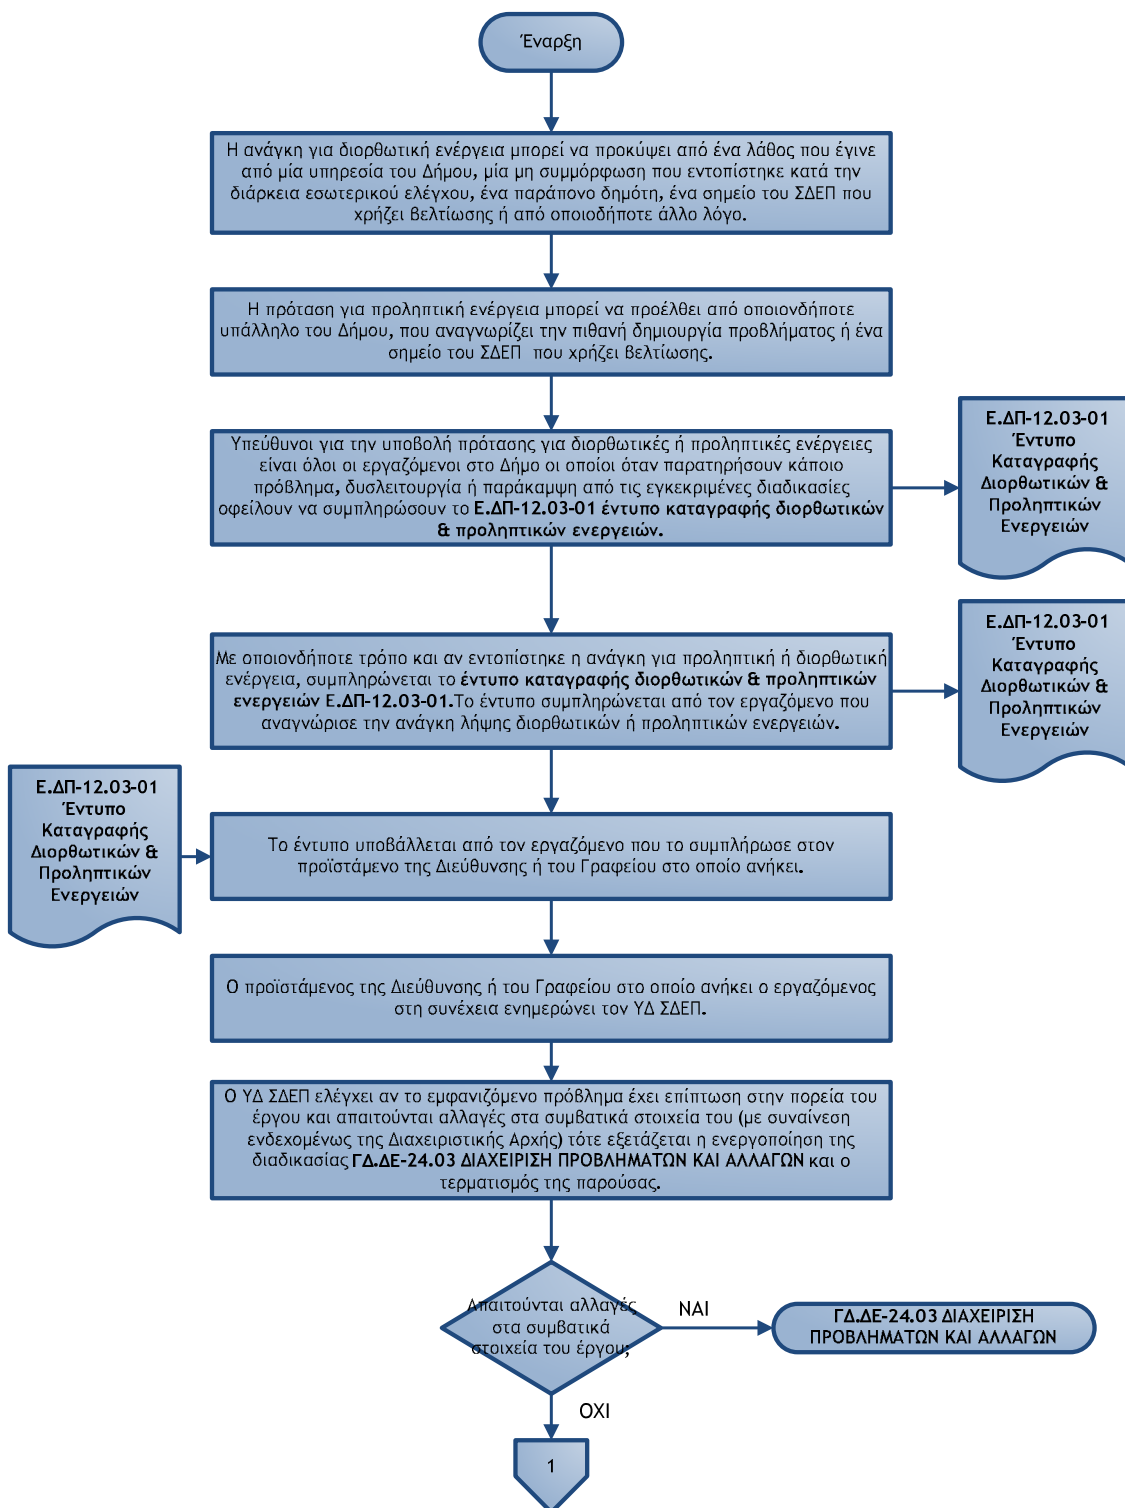 Έναρξη
Η ανάγκη για διορθωτική ενέργεια μπορεί να προκύψει από ένα λάθος που έγινε
από μία υπηρεσία του Δήμου, μία μη συμμόρφωση που εντοπίστηκε κατά την
διάρκεια εσωτερικού ελέγχου, ένα παράπονο δημότη, ένα σημείο του ΣΔΕΠ που
χρήζει βελτίωσης ή από οποιοδήποτε άλλο λόγο.
Η πρόταση για προληπτική ενέργεια μπορεί να προέλθει από οποιονδήποτε
υπάλληλο του Δήμου, που αναγνωρίζει την πιθανή δημιουργία προβλήματος ή ένα
σημείο του ΣΔΕΠ που χρήζει βελτίωσης.
Υπεύθυνοι για την υποβολή πρότασης για διορθωτικές ή προληπτικές ενέργειες
είναι όλοι οι εργαζόμενοι στο Δήμο οι οποίοι όταν παρατηρήσουν κάποιο
πρόβλημα, δυσλειτουργία ή παράκαμψη από τις εγκεκριμένες διαδικασίες
οφείλουν να συμπληρώσουν το Ε.ΔΠ-12.03-01 έντυπο καταγραφής διορθωτικών
& προληπτικών ενεργειών.
Ε.ΔΠ-12.03-01
Έντυπο
Καταγραφής
Διορθωτικών &
Προληπτικών
Ενεργειών
Με οποιονδήποτε τρόπο και αν εντοπίστηκε η ανάγκη για προληπτική ή διορθωτική
ενέργεια, συμπληρώνεται το έντυπο καταγραφής διορθωτικών & προληπτικών
ενεργειών Ε.ΔΠ-12.03-01.Το έντυπο συμπληρώνεται από τον εργαζόμενο που
αναγνώρισε την ανάγκη λήψης διορθωτικών ή προληπτικών ενεργειών.
Ε.ΔΠ-12.03-01
Έντυπο
Καταγραφής
Διορθωτικών &
Προληπτικών
Ενεργειών
Ε.ΔΠ-12.03-01
Έντυπο
Καταγραφής
Διορθωτικών &
Προληπτικών
Ενεργειών
Το έντυπο υποβάλλεται από τον εργαζόμενο που το συμπλήρωσε στον
προϊστάμενο της Διεύθυνσης ή του Γραφείου στο οποίο ανήκει.
Ο προϊστάμενος της Διεύθυνσης ή του Γραφείου στο οποίο ανήκει ο εργαζόμενος
στη συνέχεια ενημερώνει τον ΥΔ ΣΔΕΠ.
Ο ΥΔ ΣΔΕΠ ελέγχει αν το εμφανιζόμενο πρόβλημα έχει επίπτωση στην πορεία του
έργου και απαιτούνται αλλαγές στα συμβατικά στοιχεία του (με συναίνεση
ενδεχομένως της Διαχειριστικής Αρχής) τότε εξετάζεται η ενεργοποίηση της
διαδικασίας ΓΔ.ΔΕ-24.03 ΔΙΑΧΕΙΡΙΣΗ ΠΡΟΒΛΗΜΑΤΩΝ ΚΑΙ ΑΛΛΑΓΩΝ και ο
τερματισμός της παρούσας.
Απαιτούνται αλλαγές
στα συμβατικά
στοιχεία του έργου;
ΝΑΙ
ΓΔ.ΔΕ-24.03 ΔΙΑΧΕΙΡΙΣΗ
ΠΡΟΒΛΗΜΑΤΩΝ ΚΑΙ ΑΛΛΑΓΩΝ
ΟΧΙ
1